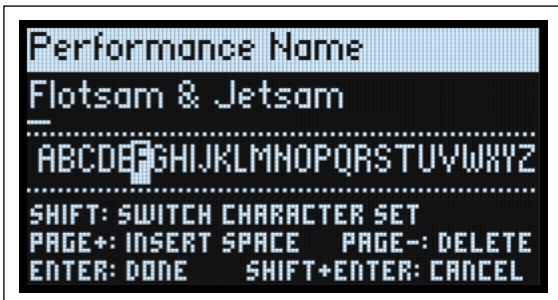 Performance Name
Flotsam & Jetsam
ABCDEFGHIJKLMNOPQRSTUVWXYZ
SHIFT: SWITCH CHARACTER SET
PAGE+: INSERT SPACE PAGE-: DELETE
ENTER: DONE SHIFT+ENTER: CANCEL